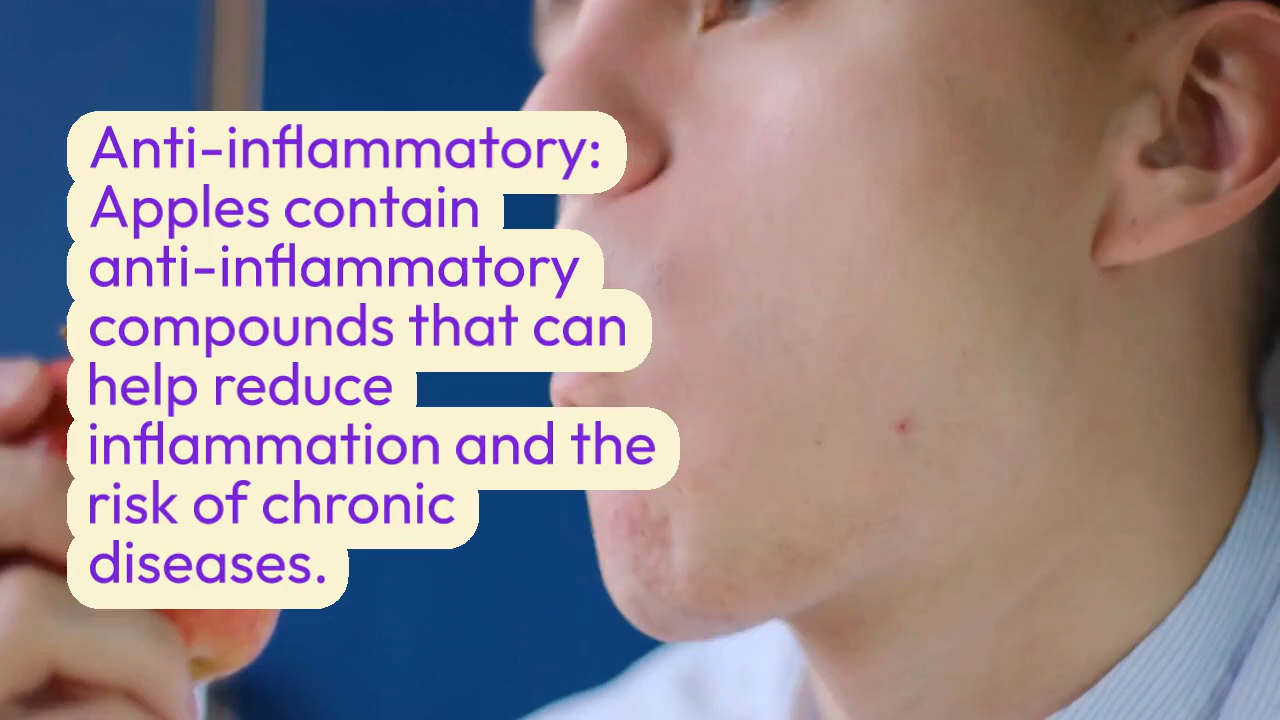 Anti-inflammatory:
Apples contain
anti-inflammatory
compounds that can
help reduce
inflammation and the
risk of chronic
diseases.